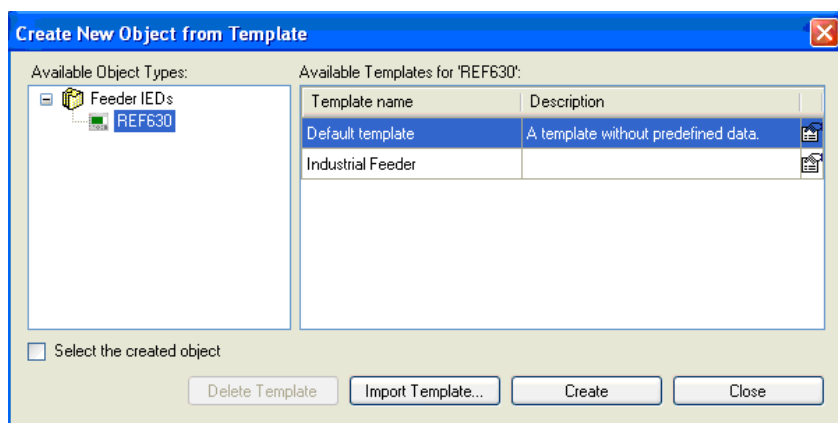 Create New Object from Template
Available Object Types:
Available Templates for 'REF630':
Feeder IEDs
REF630
Template name Description
Default template A template without predefined data.
Industrial Feeder
Select the created object
Delete Template Import Template... Create Close